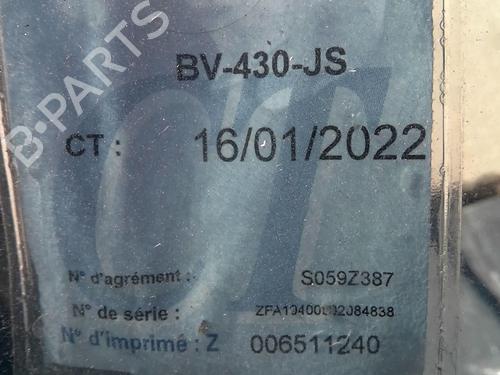 B-PARTS
BV-430-JS
CT : 16/01/2022
N° d'agrément : S059Z387
N° de série :
N° d'imprimé : Z 006511240